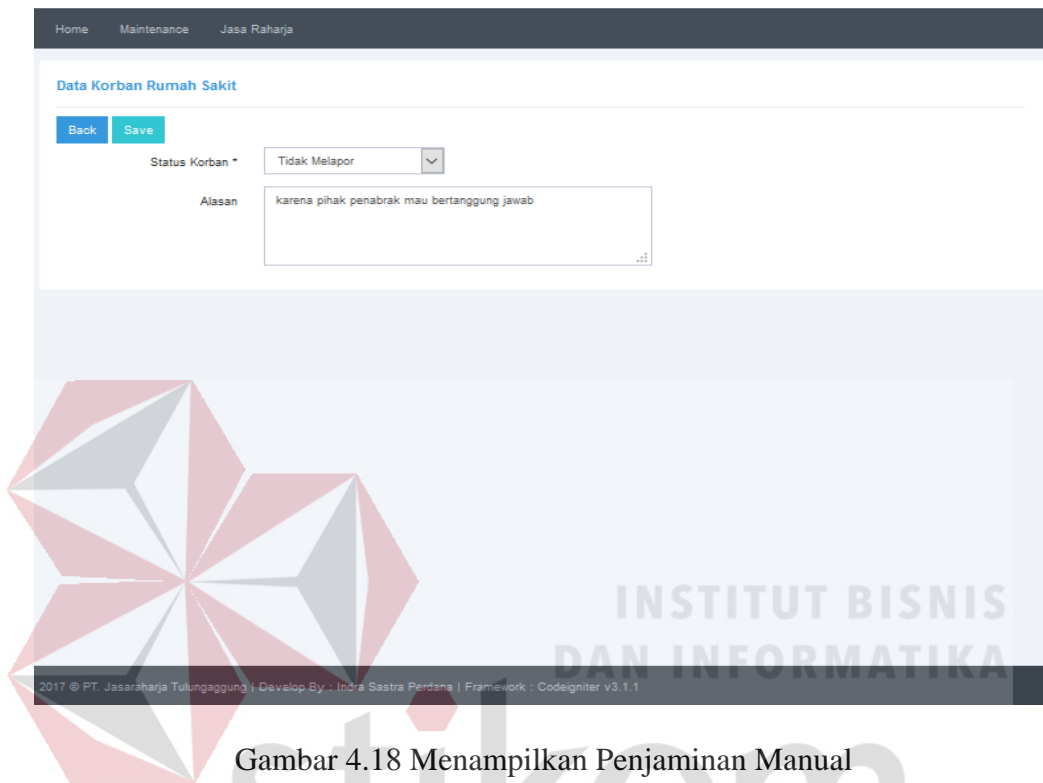 Home Maintenance Jasa Raharja
Data Korban Rumah Sakit
Back Save
Status Korban * Tidak Melapor
Alasan karena pihak penabrak mau bertanggung jawab
INSTITUT BISNIS
DAN INFORMATIKA
2017 © PT. Jasaraharja Tulungaggung | Develop By : Indra Sastra Perdana | Framework : Codeigniter v3.1.1
stikom
Gambar 4.18 Menampilkan Penjaminan Manual